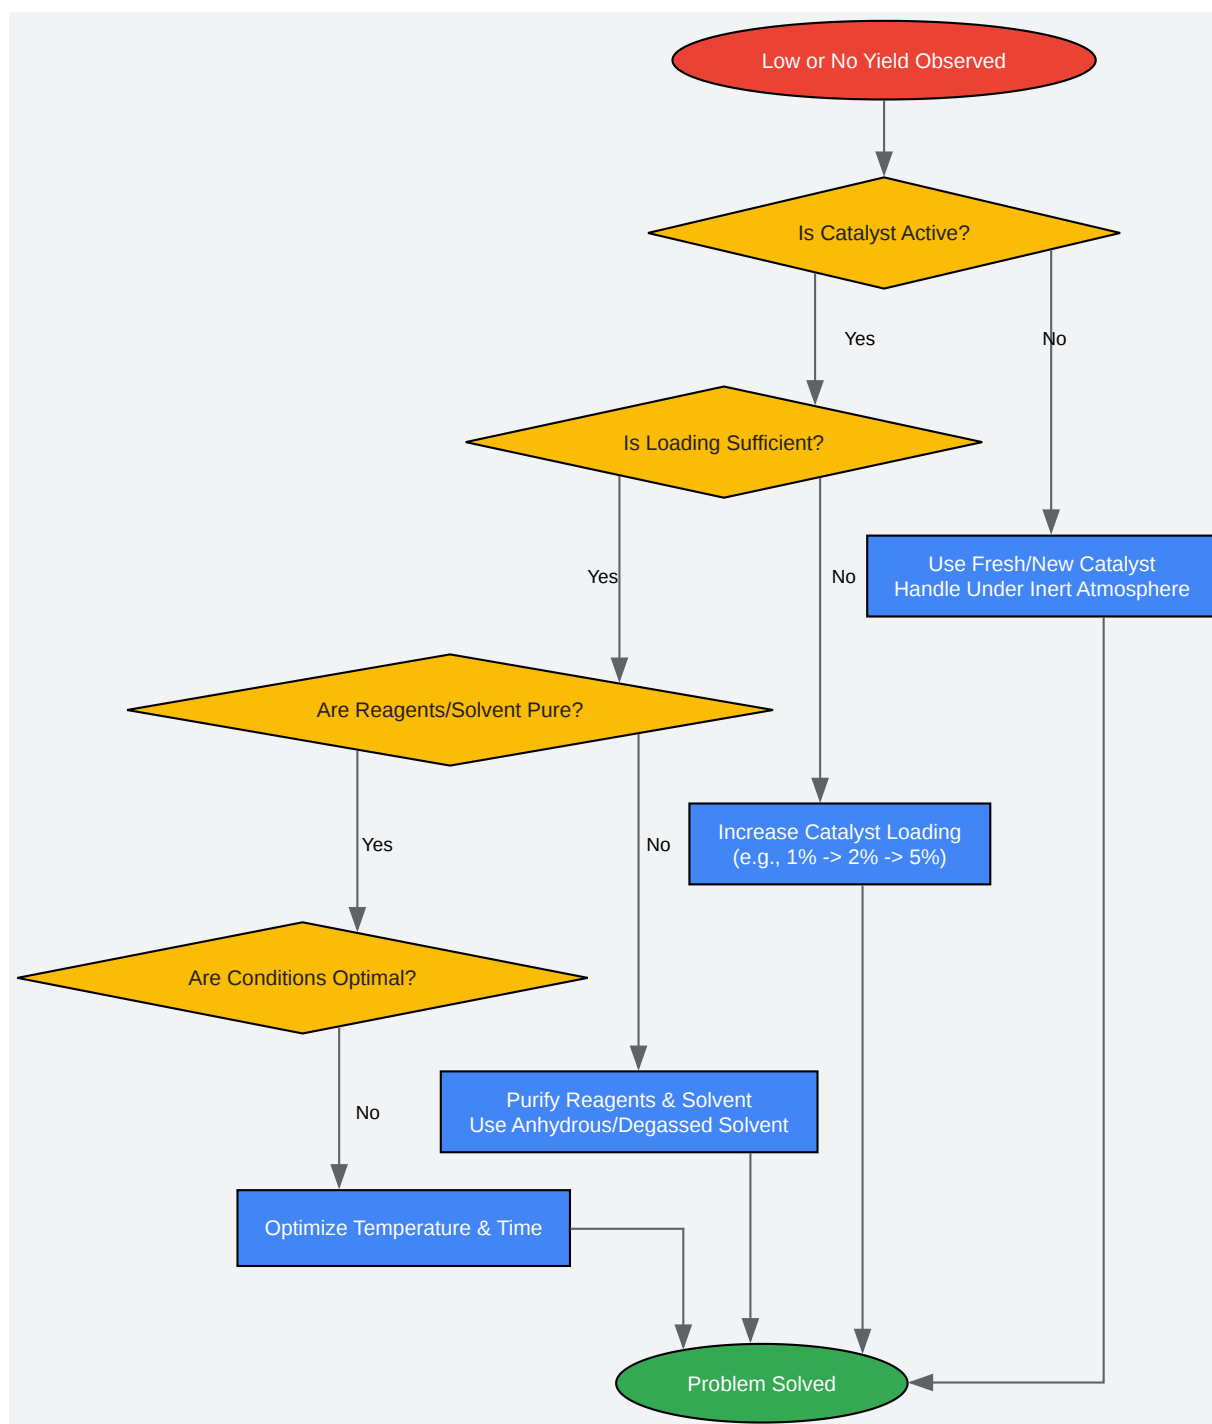 Low or No Yield Observed
Is Catalyst Active?
Yes
No
Is Loading Sufficient?
Use Fresh/New Catalyst
Handle Under Inert Atmosphere
Yes
No
Are Reagents/Solvent Pure?
Increase Catalyst Loading
(e.g., 1% -> 2% -> 5%)
Yes
No
Are Conditions Optimal?
Purify Reagents & Solvent
Use Anhydrous/Degassed Solvent
No
Optimize Temperature & Time
Problem Solved